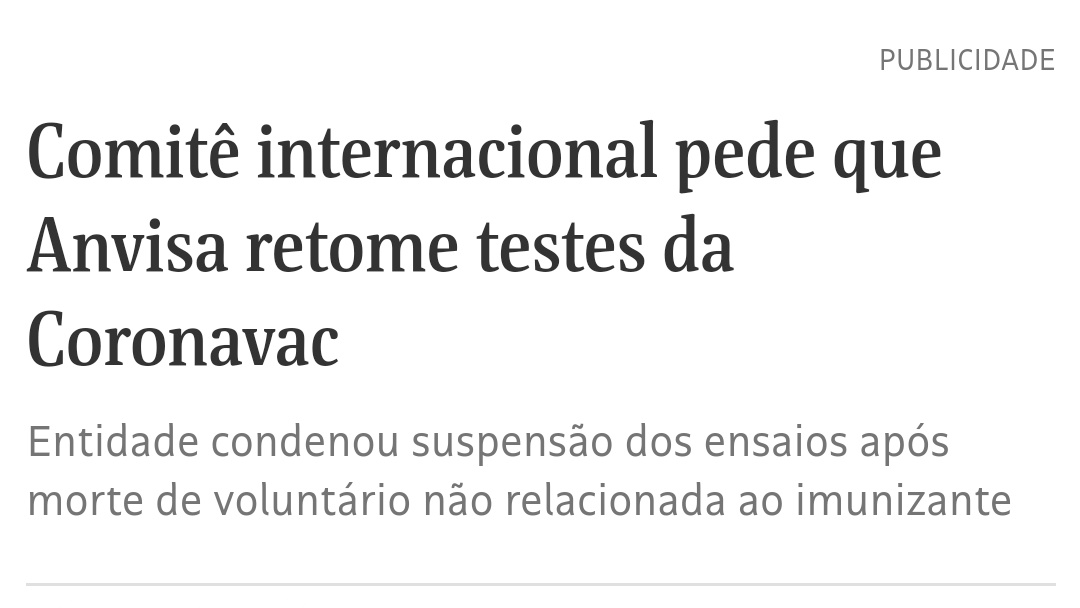 PUBLICIDADE
Comitê internacional pede que
Anvisa retome testes da
Coronavac
Entidade condenou suspensão dos ensaios após
morte de voluntário não relacionada ao imunizante